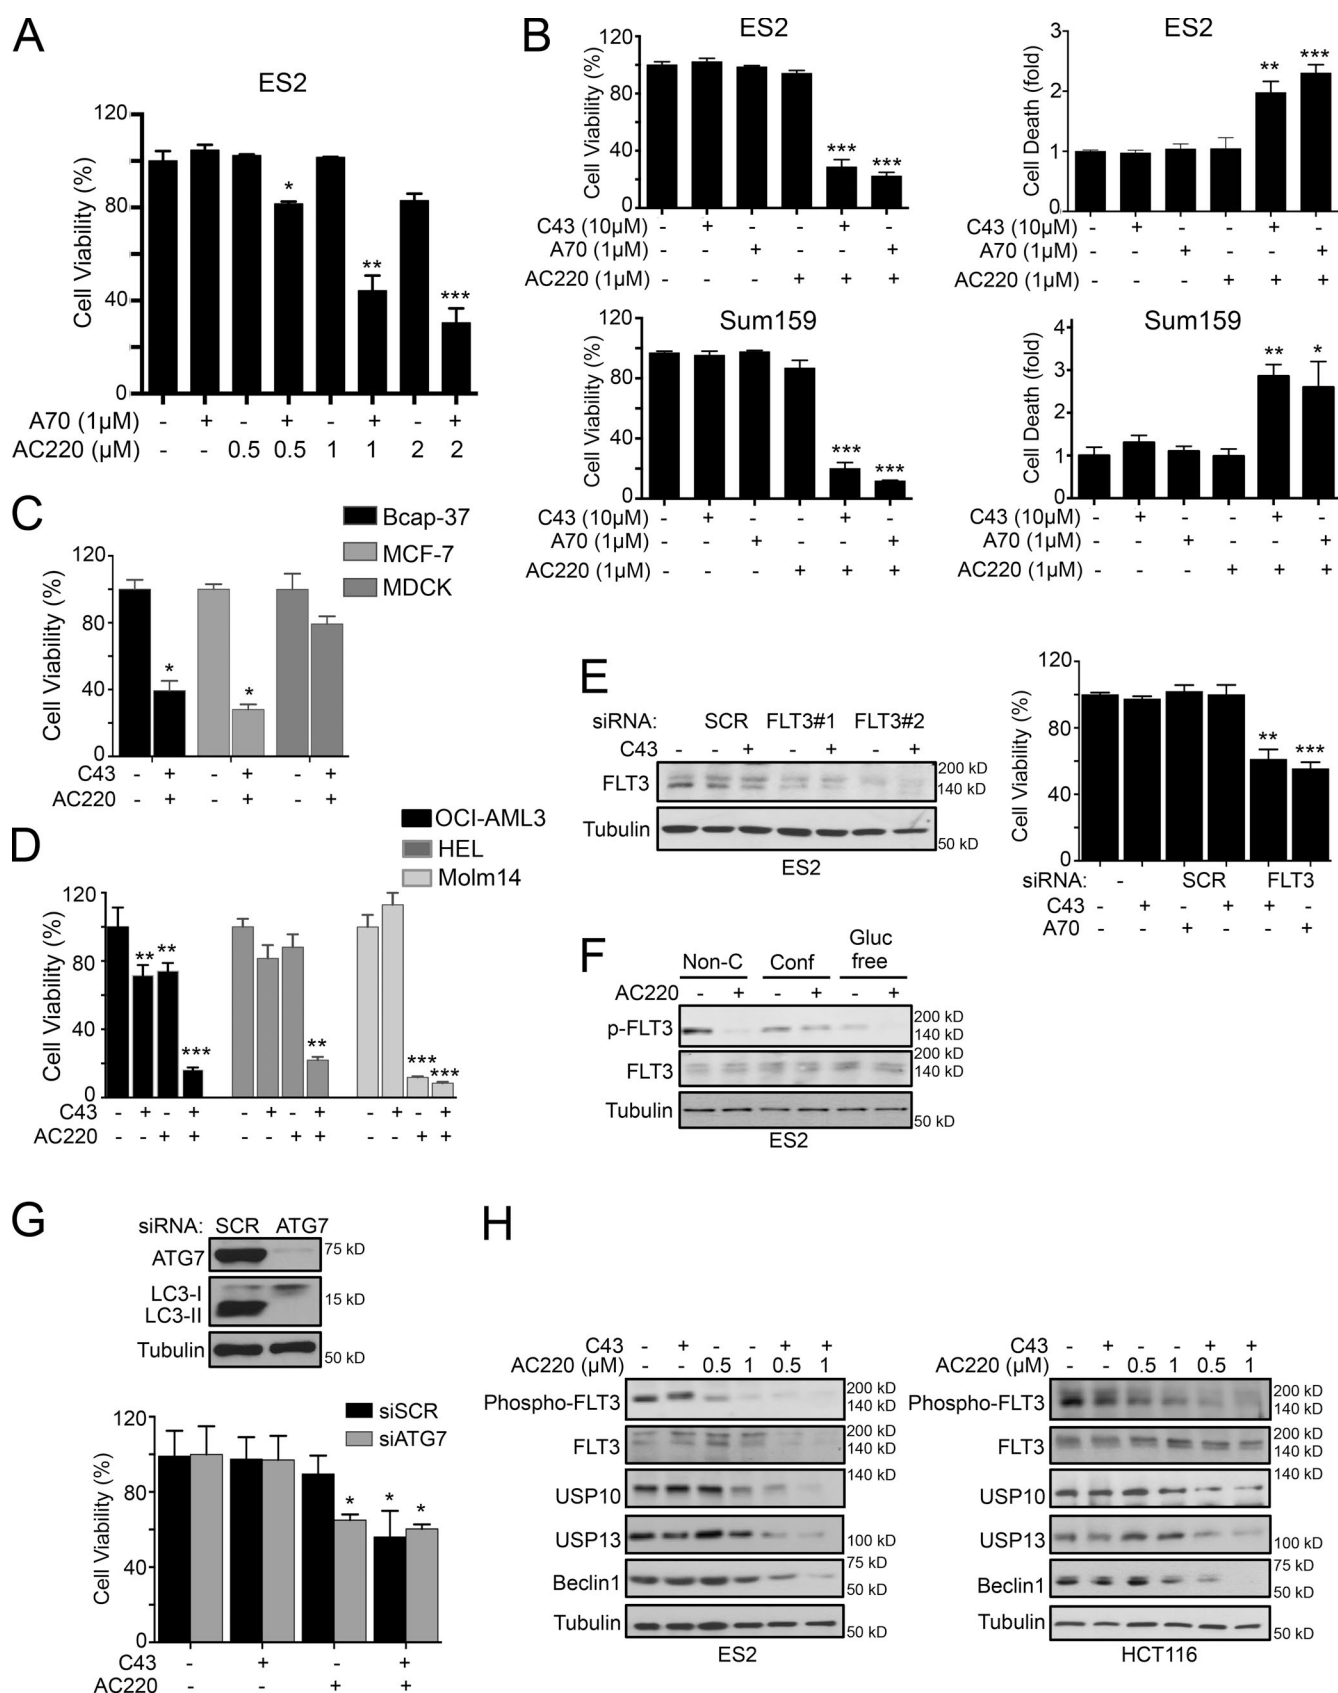 A
ES2
120
80
40
0
Cell Viability (%)
* ** ***
A70 (1µM) - + - + - + - +
AC220 (µM) - - 0.5 0.5 1 1 2 2
B
ES2
120
80
40
0
Cell Viability (%)
*** ***
C43 (10µM) - + - - + -
A70 (1µM) - - + - - +
AC220 (1µM) - - - + + +
ES2
3
2
1
0
Cell Death (fold)
** ***
C43 (10µM) - + - - + -
A70 (1µM) - - + - - +
AC220 (1µM) - - - + + +
Sum159
120
80
40
0
Cell Viability (%)
*** ***
C43 (10µM) - + - - + -
A70 (1µM) - - + - - +
AC220 (1µM) - - - + + +
Sum159
4
3
2
1
0
Cell Death (fold)
** *
C43 (10µM) - + - - + -
A70 (1µM) - - + - - +
AC220 (1µM) - - - + + +
C
Bcap-37
MCF-7
MDCK
120
80
40
0
Cell Viability (%)
* *
C43 - + - + - +
AC220 - + - + - +
D
OCI-AML3
HEL
Molm14
120
80
40
0
Cell Viability (%)
** ** *** ** *** ***
C43 - + - + - + - + - + - +
AC220 - - + + - - + + - - + +
E
siRNA: SCR FLT3#1 FLT3#2
C43 - - + - + - +
FLT3
200 kD
140 kD
Tubulin
50 kD
ES2
120
80
40
0
Cell Viability (%)
** ***
siRNA: - SCR FLT3
C43 - + - + + -
A70 - - + - - +
F
Non-C Conf Gluc free
AC220 - + - + - +
p-FLT3
200 kD
140 kD
FLT3
200 kD
140 kD
Tubulin
50 kD
ES2
G
siRNA: SCR ATG7
ATG7
75 kD
LC3-I
LC3-II
15 kD
Tubulin
50 kD
siSCR
siATG7
120
80
40
0
Cell Viability (%)
* * *
C43 - + - +
AC220 - - + +
H
C43 - + - - + +
AC220 (µM) - - 0.5 1 0.5 1
Phospho-FLT3
200 kD
140 kD
FLT3
200 kD
140 kD
USP10
140 kD
USP13
100 kD
Beclin1
75 kD
50 kD
Tubulin
50 kD
ES2
C43 - + - - + +
AC220 (µM) - - 0.5 1 0.5 1
Phospho-FLT3
200 kD
140 kD
FLT3
200 kD
140 kD
USP10
140 kD
USP13
100 kD
Beclin1
75 kD
50 kD
Tubulin
50 kD
HCT116